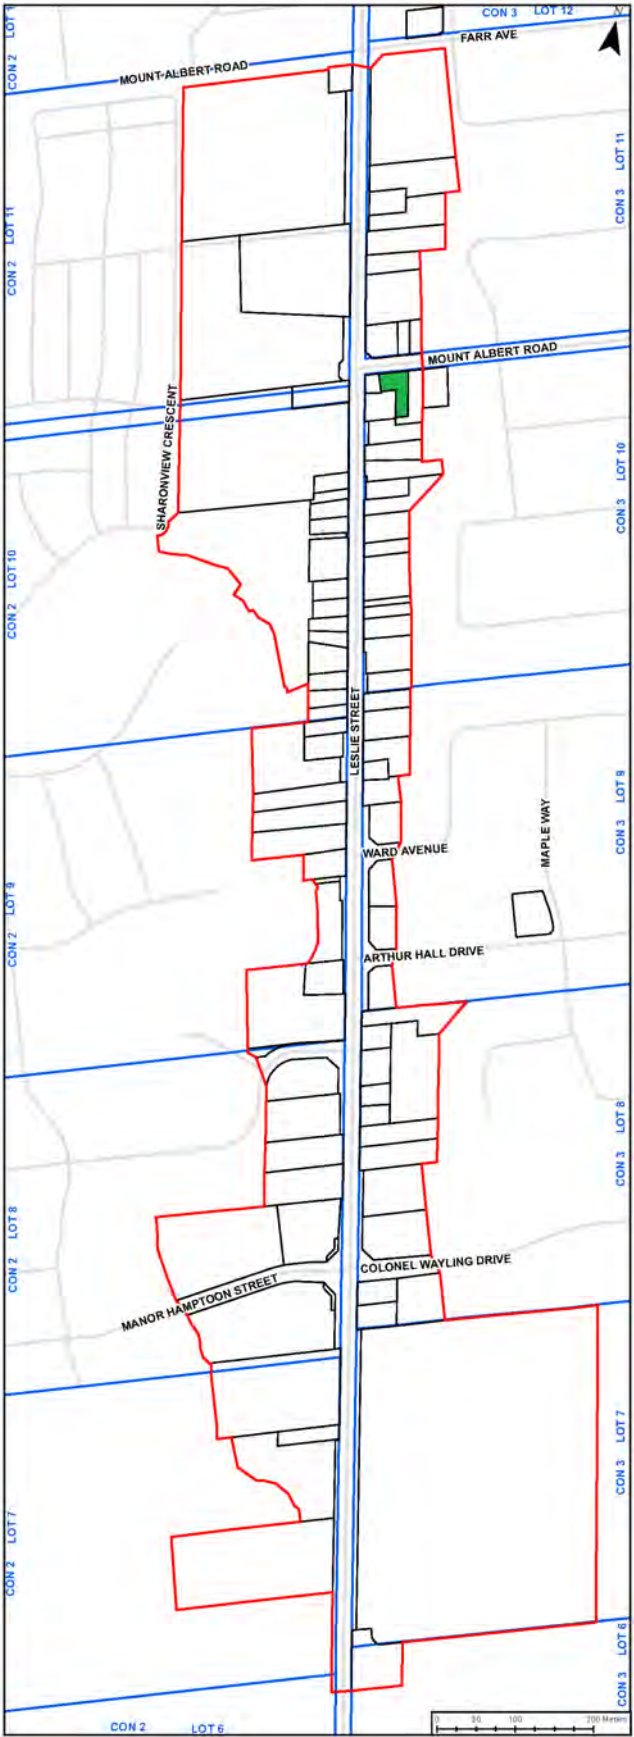 CON 3 LOT 12
N
FARR AVE
MOUNT-ALBERT-ROAD
CON 2 LOT 1
CON 3 LOT 11
CON 2 LOT 11
MOUNT ALBERT ROAD
SHARONVIEW CRESCENT
CON 3 LOT 10
CON 2 LOT 10
LESLIE STREET
CON 3 LOT 9
MAPLE WAY
WARD AVENUE
CON 2 LOT 9
ARTHUR HALL DRIVE
CON 3 LOT 8
CON 2 LOT 8
COLONEL WAYLING DRIVE
MANOR HAMPTOON STREET
CON 3 LOT 7
CON 2 LOT 7
CON 3 LOT 6
CON 2 LOT 6
0 50 100 200 Meters